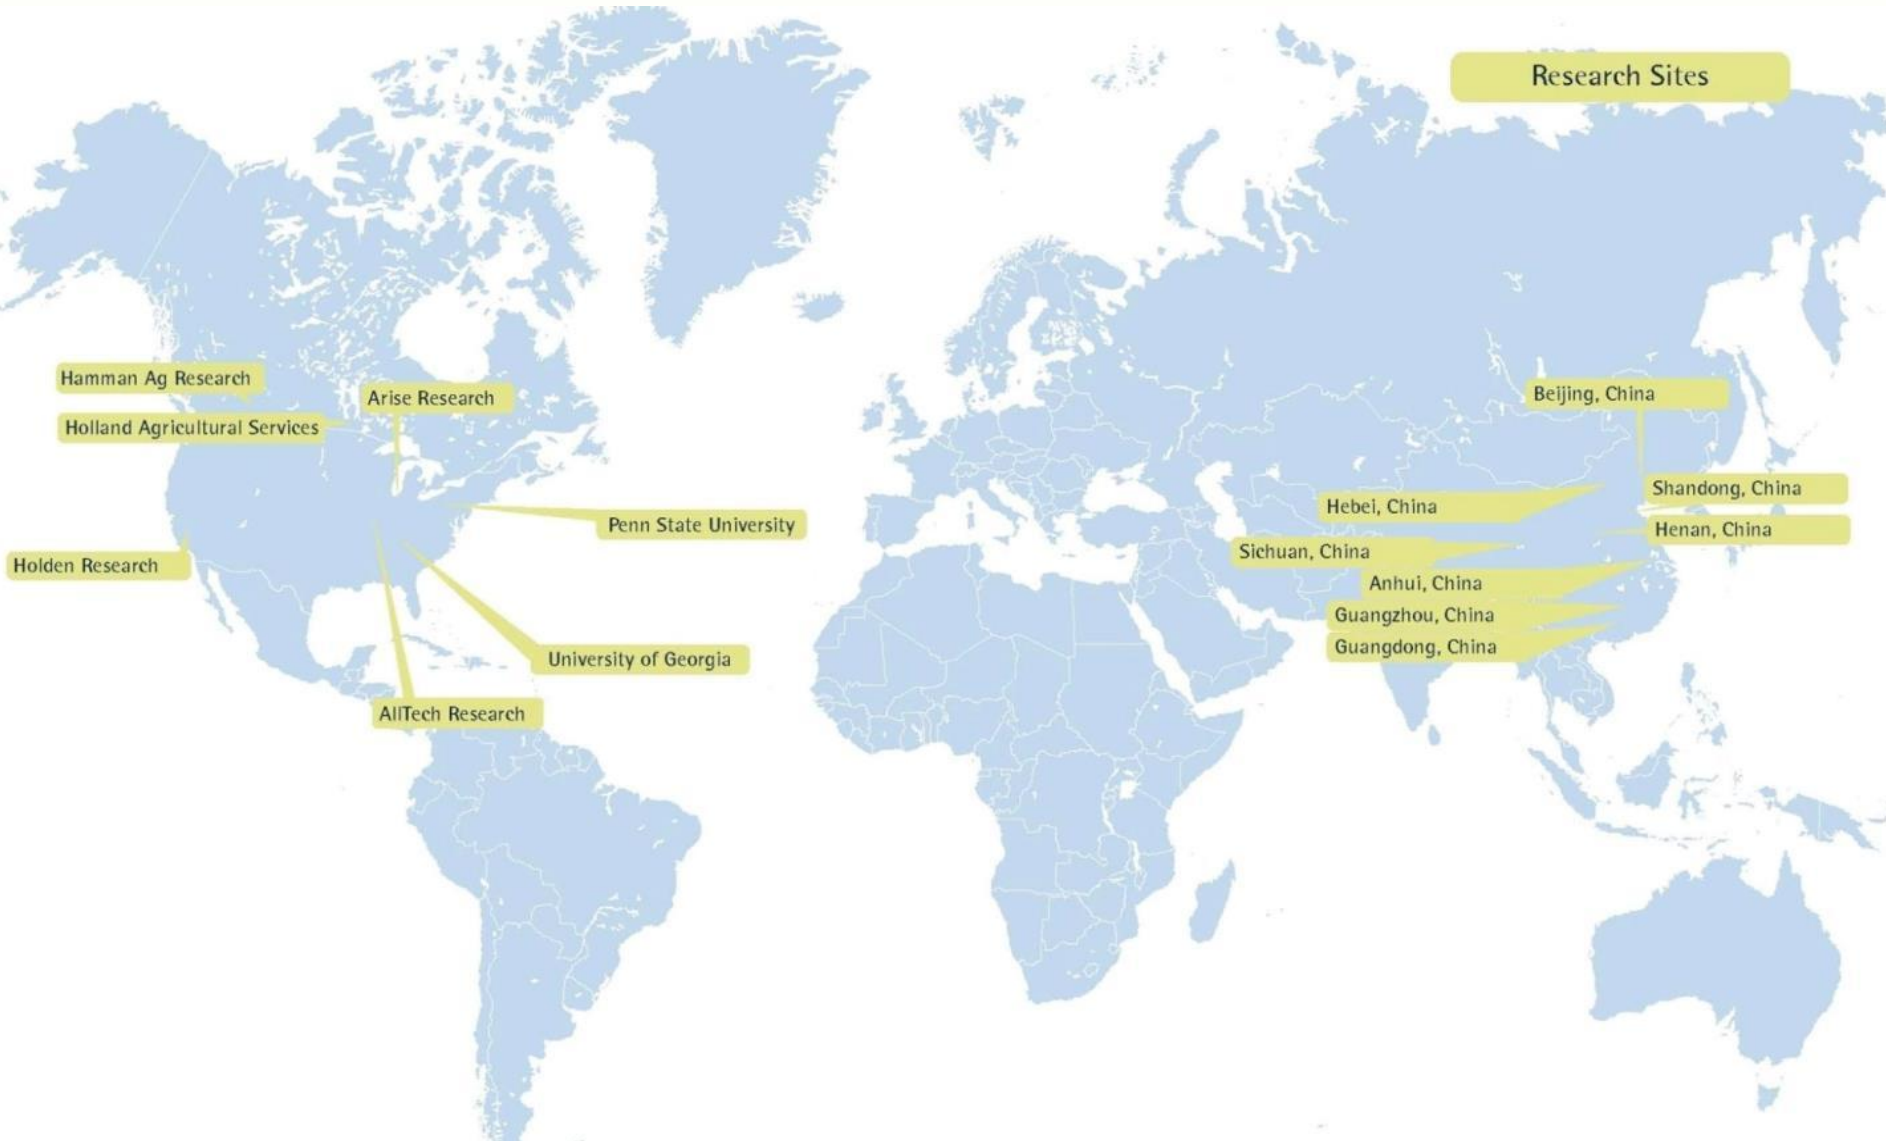 Research Sites
Hamman Ag Research
Arise Research
Holland Agricultural Services
Penn State University
Holden Research
University of Georgia
AllTech Research
Beijing, China
Shandong, China
Hebei, China
Henan, China
Sichuan, China
Anhui, China
Guangzhou, China
Guangdong, China